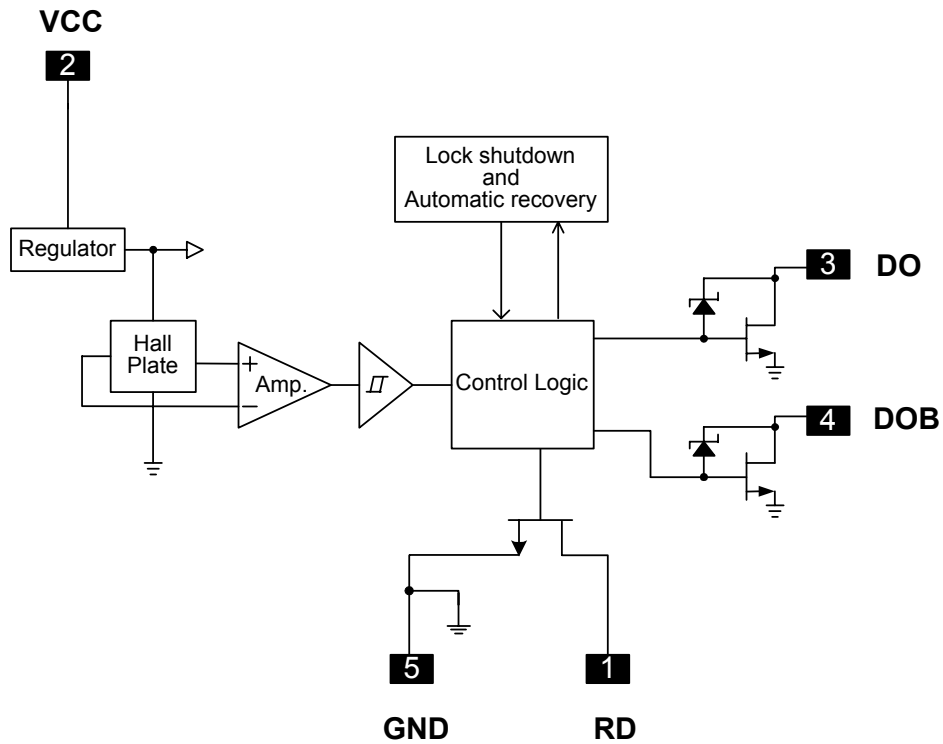 VCC
2
Lock shutdown
and
Automatic recovery
Regulator
3 DO
Hall
Plate
+
Amp.
−
Control Logic
4 DOB
5
1
GND
RD